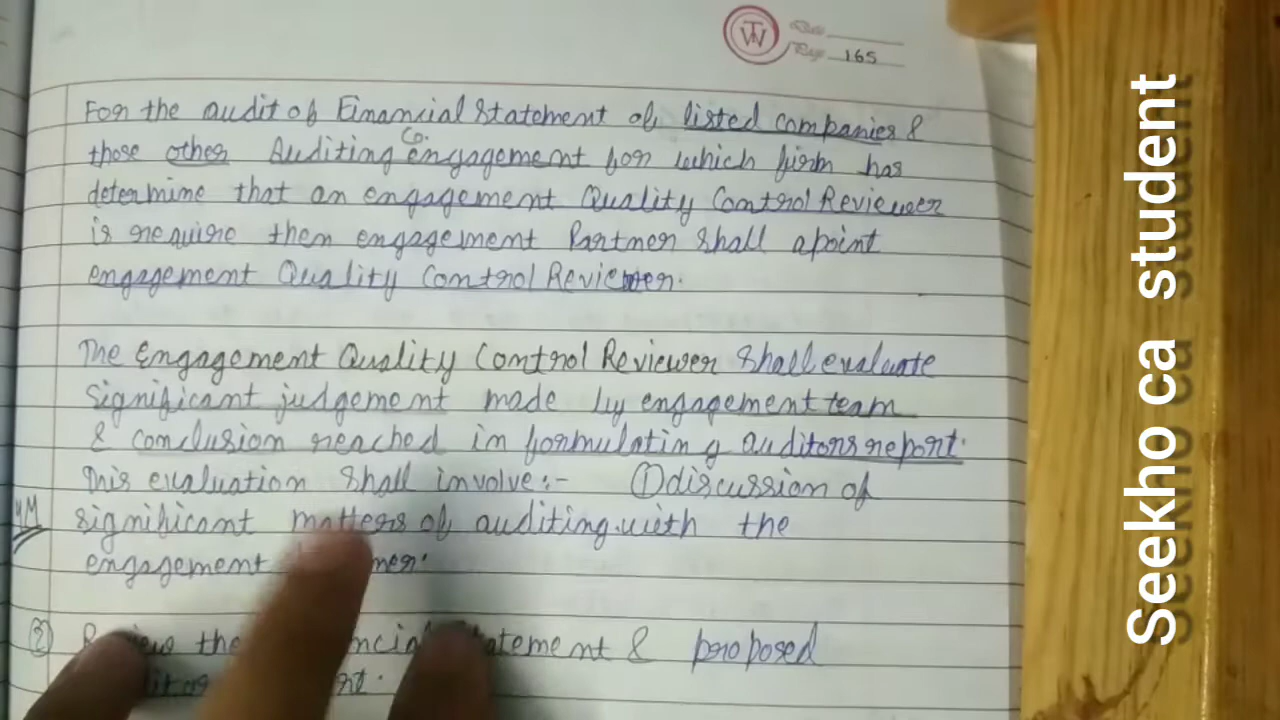 Date
Page 165
For the audit of Financial Statement of listed companies &
Co.
those other Auditing engagement for which firm has
determine that an engagement Quality Control Reviewer
is require then engagement Partner shall apoint
engagement Quality Control Reviewer.
The Engagement Quality Control Reviewer shall evaluate
significant judgement made by engagement team
& conclusion reached in formulating auditors report.
This evaluation shall involve:- ① discussion of
significant matters of auditing with the
engagement
② the & proposed
Seekho ca student